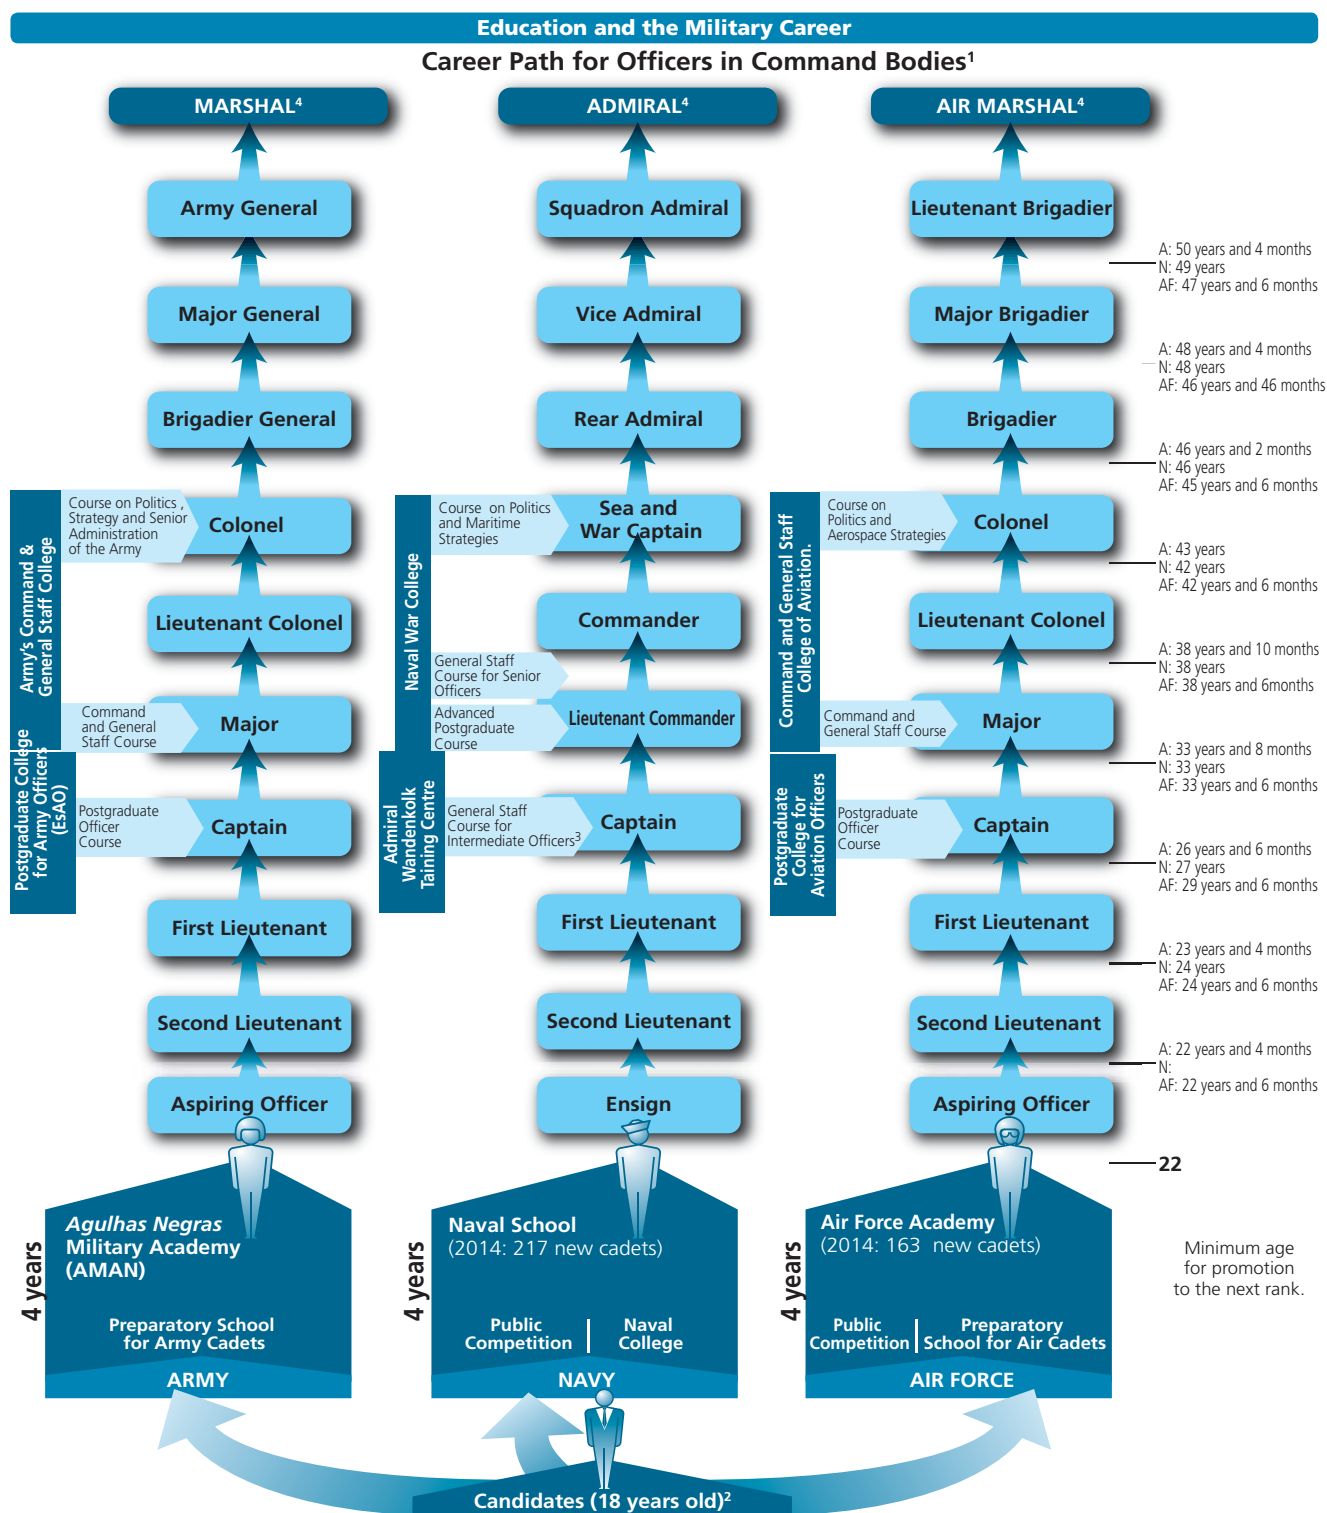 Education and the Military Career
Career Path for Officers in Command Bodies¹
MARSHAL⁴
Army General
Major General
Brigadier General
Army's Command &
General Staff College
Course on Politics ,
Strategy and Senior
Administration
of the Army
Colonel
Lieutenant Colonel
Command
and General
Staff Course
Major
Postgraduate College
for Army Officers
(EsAO)
Postgraduate
Officer
Course
Captain
First Lieutenant
Second Lieutenant
Aspiring Officer
4 years
Agulhas Negras
Military Academy
(AMAN)
Preparatory School
for Army Cadets
ARMY
ADMIRAL⁴
Squadron Admiral
Vice Admiral
Rear Admiral
Naval War College
Course on Politics
and Maritime
Strategies
Sea and
War Captain
Commander
General Staff
Course for Senior
Officers
Advanced
Postgraduate
Course
Lieutenant Commander
Admiral
Wandenkolk
Taining Centre
General Staff
Course for
Intermediate Officers³
Captain
First Lieutenant
Second Lieutenant
Ensign
4 years
Naval School
(2014: 217 new cadets)
Public
Competition
Naval
College
NAVY
AIR MARSHAL⁴
Lieutenant Brigadier
Major Brigadier
Brigadier
Command and General Staff
College of Aviation.
Course on
Politics and
Aerospace Strategies
Colonel
Lieutenant Colonel
Command and
General Staff Course
Major
Postgraduate
College for
Aviation Officers
Postgraduate
Officer
Course
Captain
First Lieutenant
Second Lieutenant
Aspiring Officer
4 years
Air Force Academy
(2014: 163 new cadets)
Public
Competition
Preparatory
School for Air Cadets
AIR FORCE
A: 50 years and 4 months
N: 49 years
AF: 47 years and 6 months
A: 48 years and 4 months
N: 48 years
AF: 46 years and 46 months
A: 46 years and 2 months
N: 46 years
AF: 45 years and 6 months
A: 43 years
N: 42 years
AF: 42 years and 6 months
A: 38 years and 10 months
N: 38 years
AF: 38 years and 6months
A: 33 years and 8 months
N: 33 years
AF: 33 years and 6 months
A: 26 years and 6 months
N: 27 years
AF: 29 years and 6 months
A: 23 years and 4 months
N: 24 years
AF: 24 years and 6 months
A: 22 years and 4 months
N:
AF: 22 years and 6 months
22
Minimum age
for promotion
to the next rank.
Candidates (18 years old)²